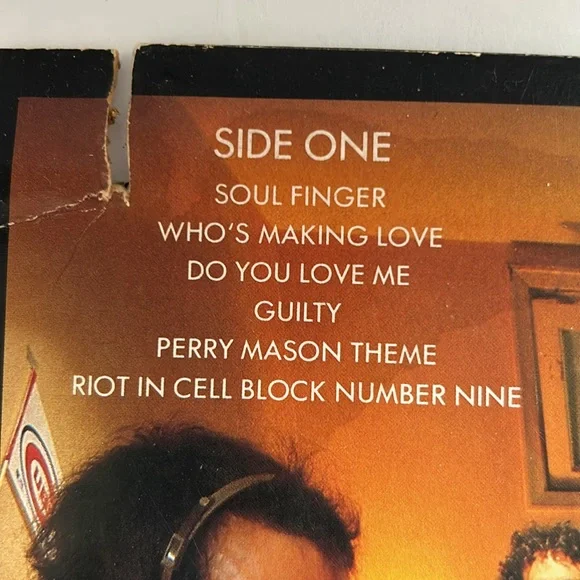 SIDE ONE
SOUL FINGER
WHO'S MAKING LOVE
DO YOU LOVE ME
GUILTY
PERRY MASON THEME
RIOT IN CELL BLOCK NUMBER NINE